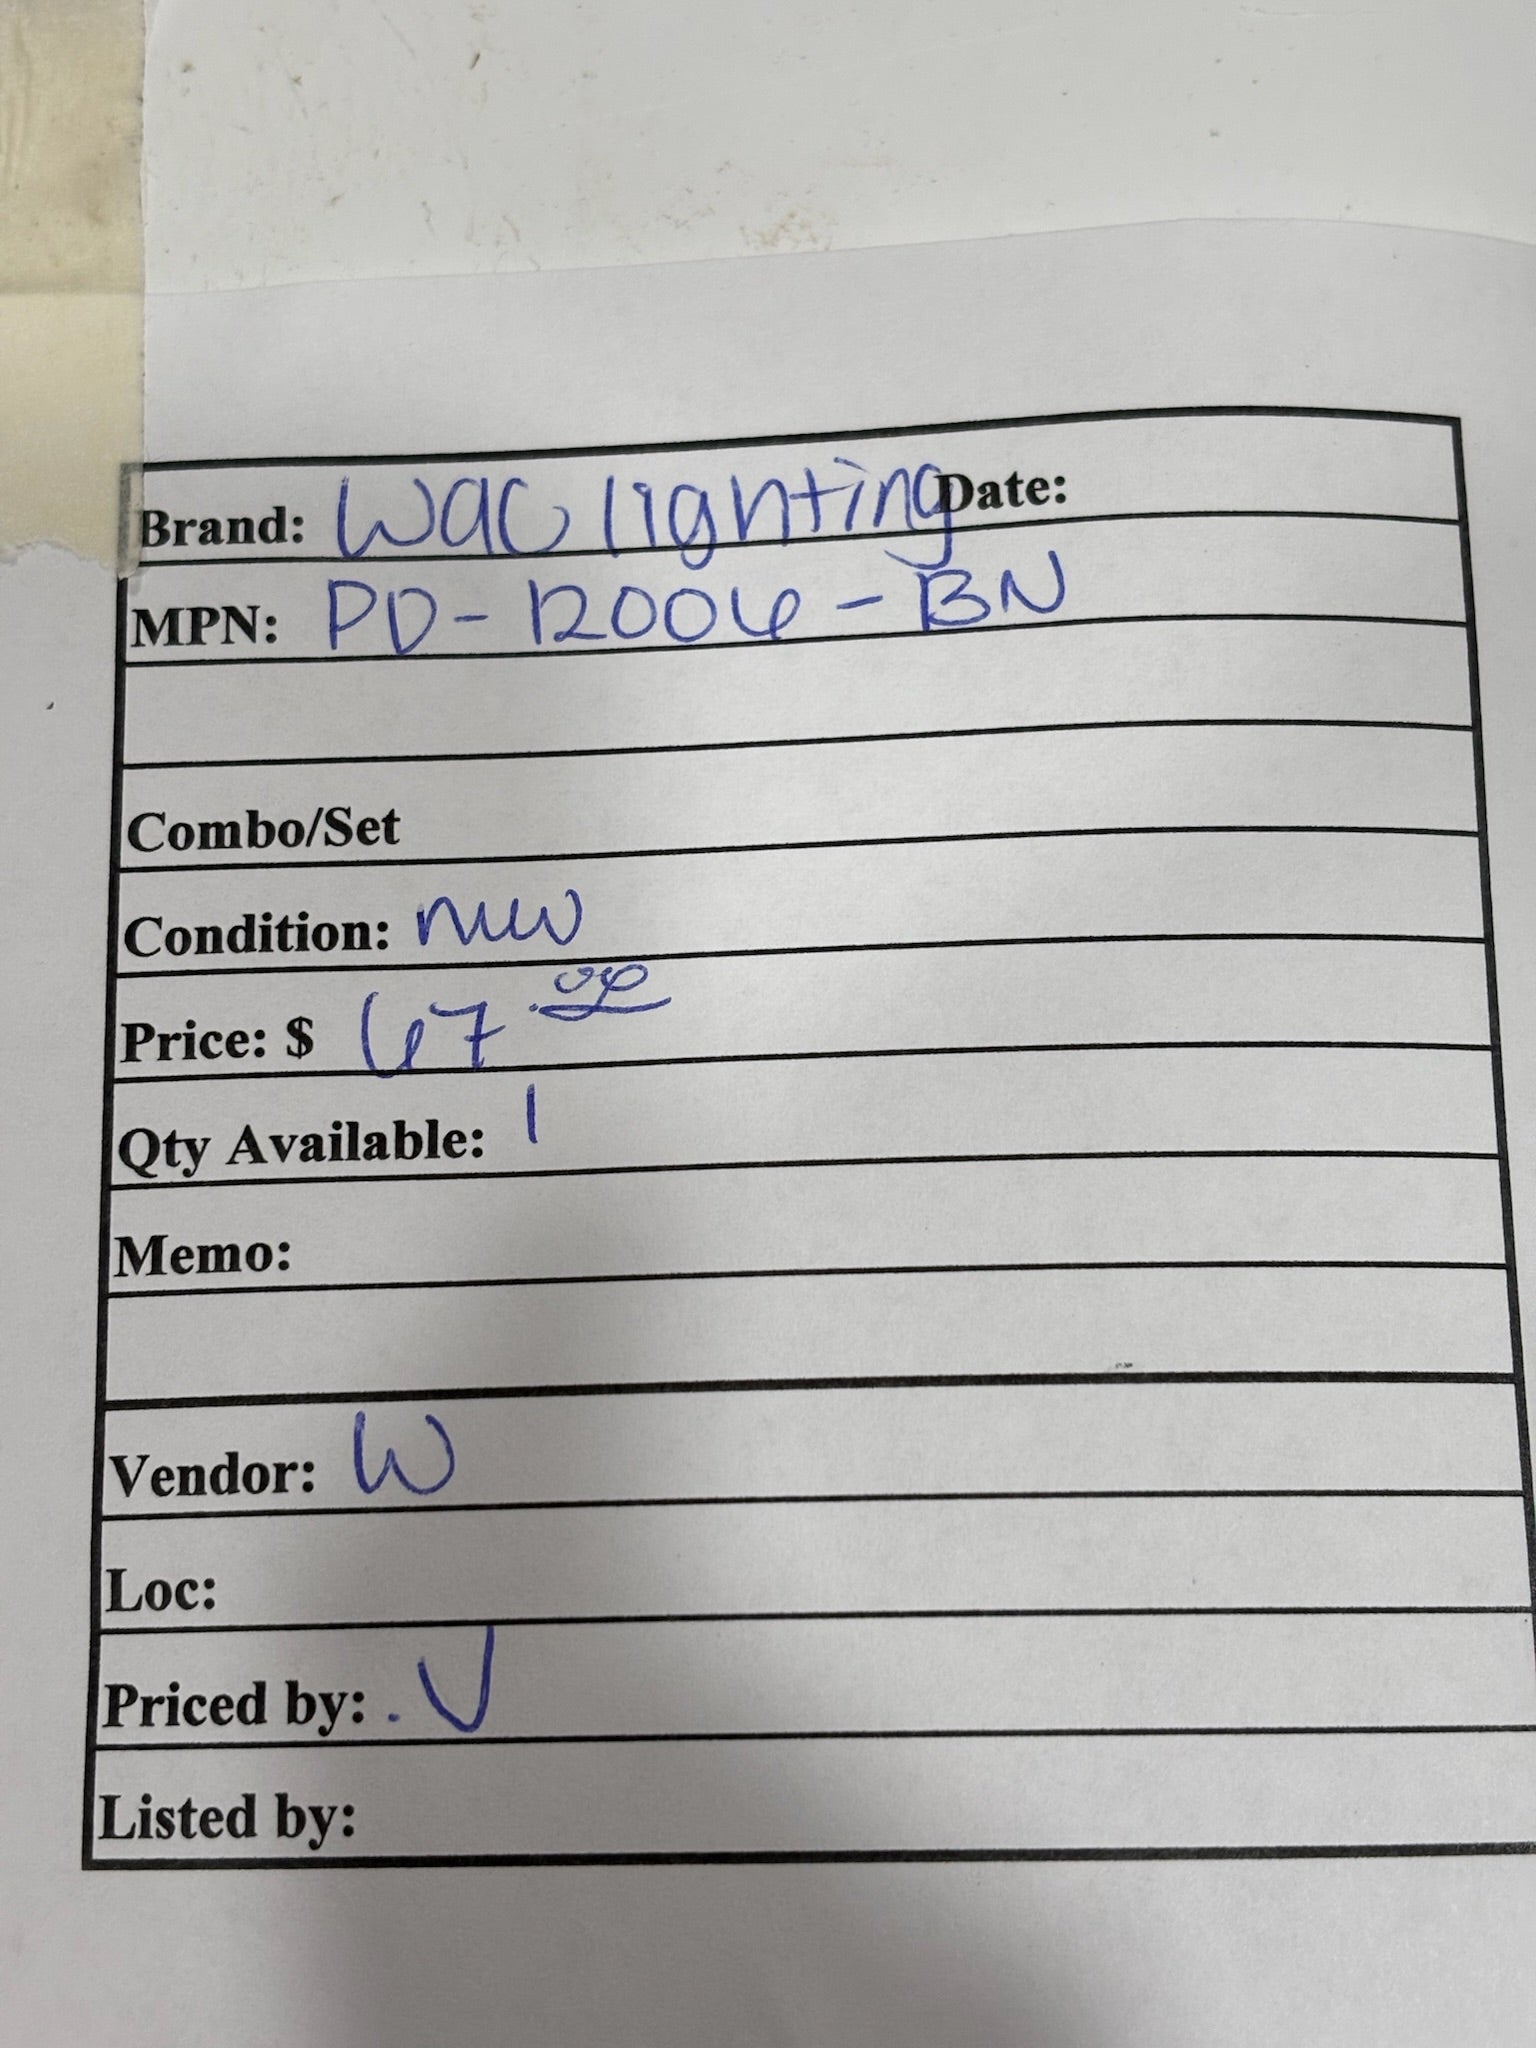 Brand: Wac lighting Date:
MPN: PD-12006-BN
Combo/Set
Condition: new
Price: $ 67.00
Qty Available: 1
Memo:
Vendor: W
Loc:
Priced by: . V
Listed by: